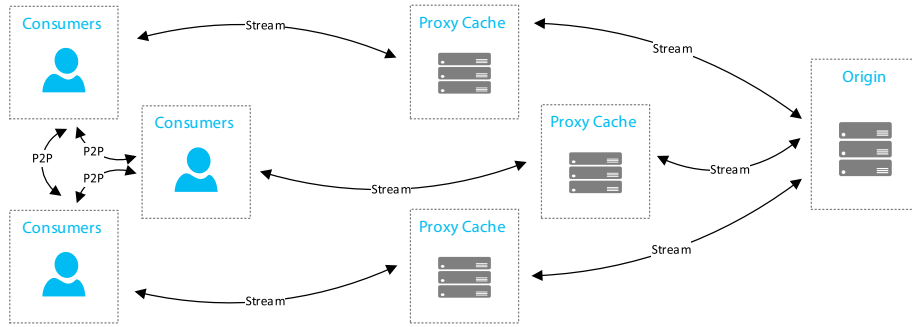 Consumers
Stream
Proxy Cache
Stream
Origin
Consumers
Proxy Cache
P2P
P2P
P2P
Stream
Stream
Consumers
Proxy Cache
Stream
Stream